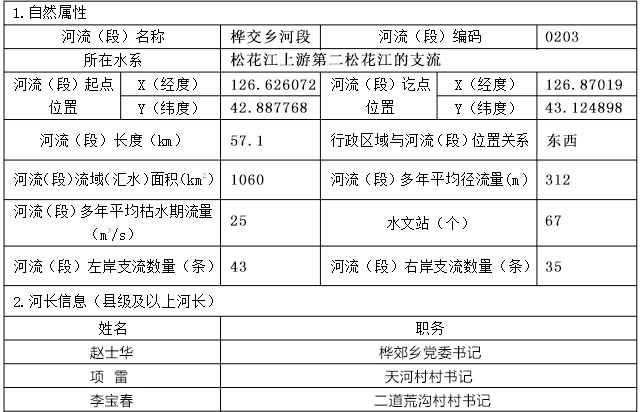 1.自然属性
河流（段）名称 桦交乡河段 河流（段）编码 0203
所在水系 松花江上游第二松花江的支流
河流（段）起点位置 X（经度） 126.626072 河流（段）讫点位置 X（经度） 126.87019
Y（纬度） 42.887768 Y（纬度） 43.124898
河流（段）长度（km） 57.1 行政区域与河流（段）位置关系 东西
河流(段)流域(汇水)面积(km²) 1060 河流（段）多年平均径流量(m³) 312
河流（段）多年平均枯水期流量
（m³/s） 25 水文站（个） 67
河流（段）左岸支流数量（条） 43 河流（段）右岸支流数量（条） 35
2.河长信息（县级及以上河长）
姓名 职务
赵士华 桦郊乡党委书记
项 雷 天河村村书记
李宝春 二道荒沟村村书记